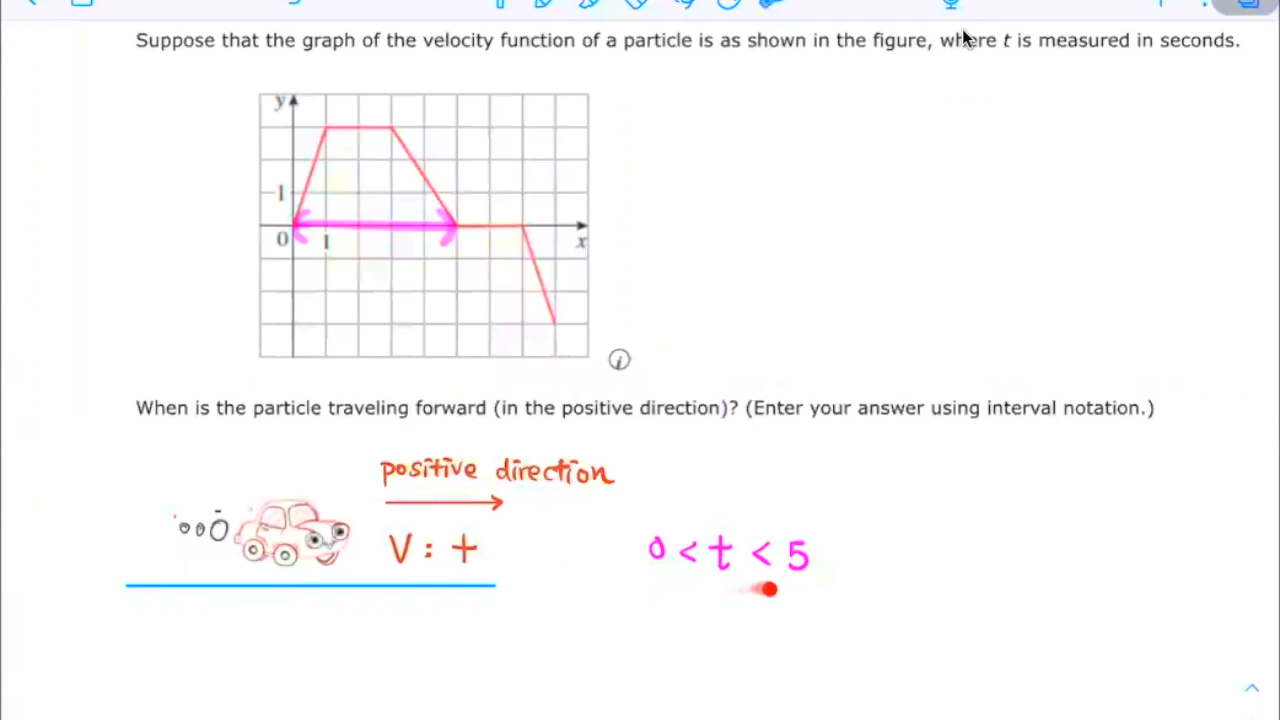 Suppose that the graph of the velocity function of a particle is as shown in the figure, where t is measured in seconds.
y
1
0
1
x
i
When is the particle traveling forward (in the positive direction)? (Enter your answer using interval notation.)
positive direction
V : +
0 < t < 5